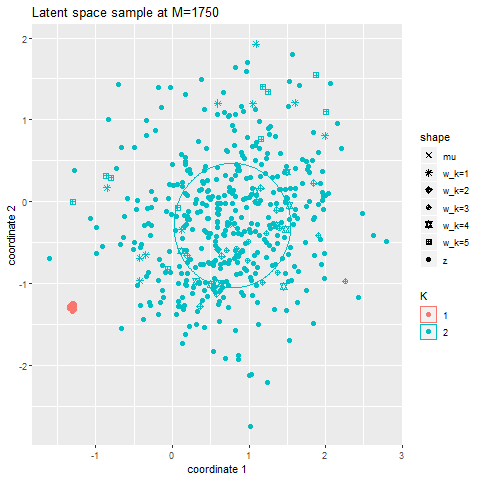 Latent space sample at M=1750
2
1
0
-1
-2
coordinate 2
-1
0
1
2
3
coordinate 1
shape
mu
w_k=1
w_k=2
w_k=3
w_k=4
w_k=5
z
K
1
2